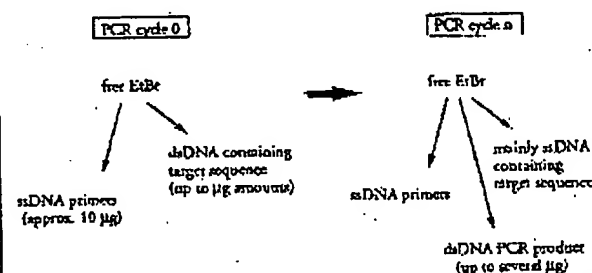 PCR cycle 0
free EtBr
ssDNA primers
(approx. 10 µg)
dsDNA containing
target sequence
(up to µg amounts)
PCR cycle n
free EtBr
ssDNA primers
mainly ssDNA
containing
target sequence
dsDNA PCR product
(up to several µg)